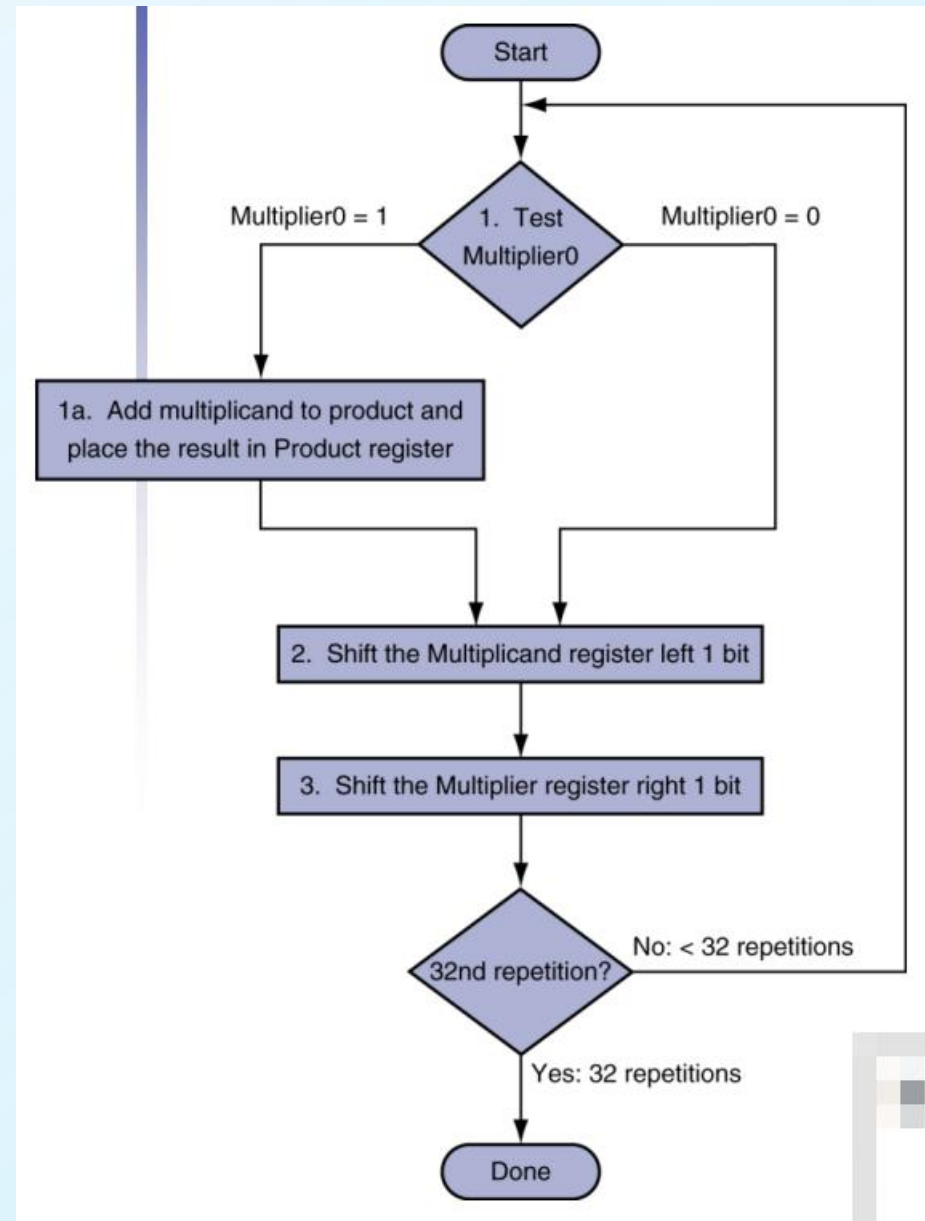 Start
Multiplier0 = 1
1. Test
Multiplier0
Multiplier0 = 0
1a. Add multiplicand to product and
place the result in Product register
2. Shift the Multiplicand register left 1 bit
3. Shift the Multiplier register right 1 bit
32nd repetition?
No: < 32 repetitions
Yes: 32 repetitions
Done